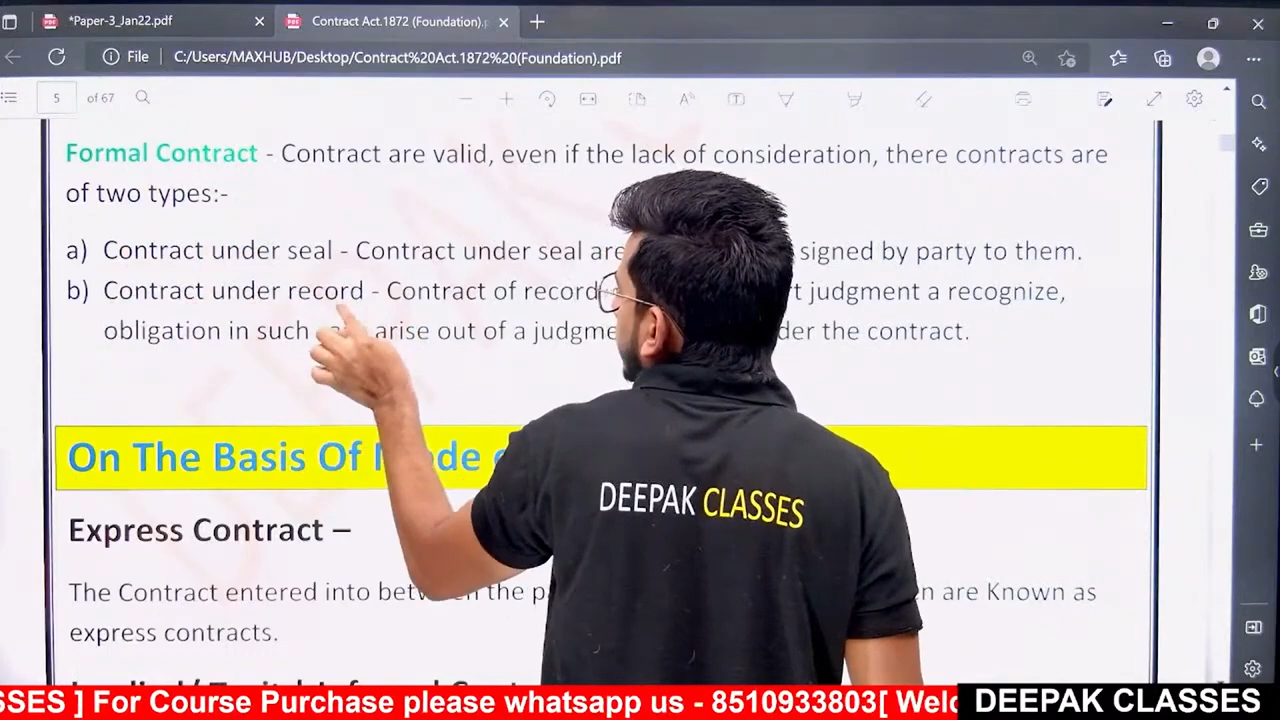 *Paper-3_Jan22.pdf
Contract Act.1872 (Foundation).p
File
C:/Users/MAXHUB/Desktop/Contract%20Act.1872%20(Foundation).pdf
5 of 67
Formal Contract - Contract are valid, even if the lack of consideration, there contracts are
of two types:-
a) Contract under seal - Contract under seal are signed by party to them.
b) Contract under record - Contract of record judgment a recognize,
obligation in such arise out of a judgme der the contract.
On The Basis Of
Express Contract –
The Contract entered into between the p en are Known as
express contracts.
DEEPAK CLASSES
SSES ] For Course Purchase please whatsapp us - 8510933803[ Welc
DEEPAK CLASSES